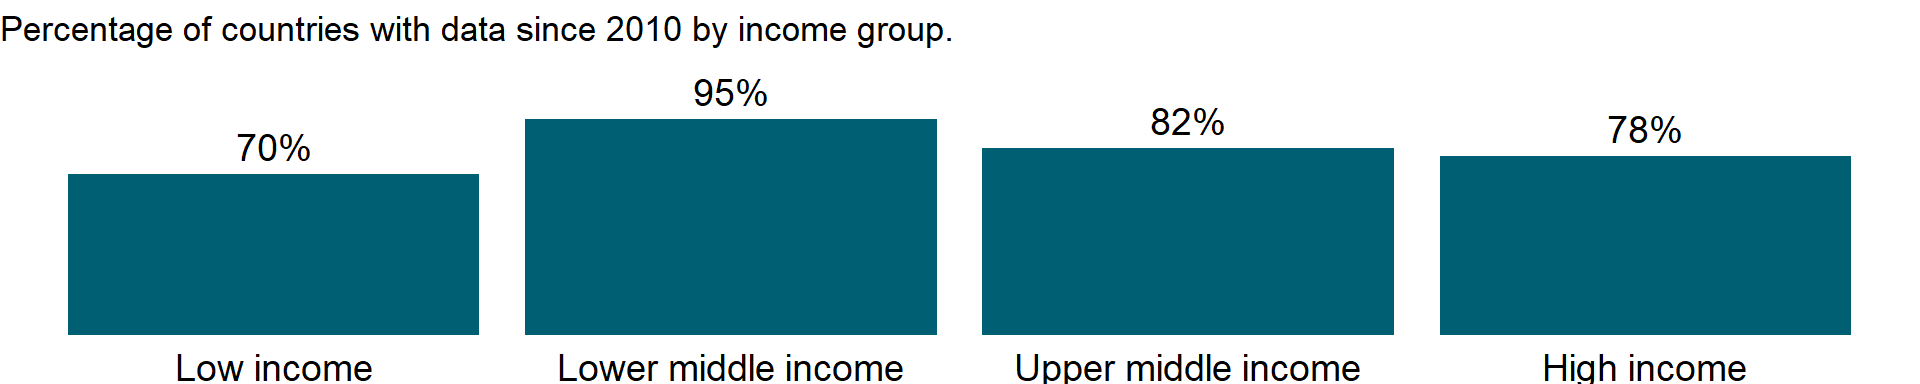 Percentage of countries with data since 2010 by income group.
95%
82%
78%
70%
Low income Lower middle income Upper middle income High income